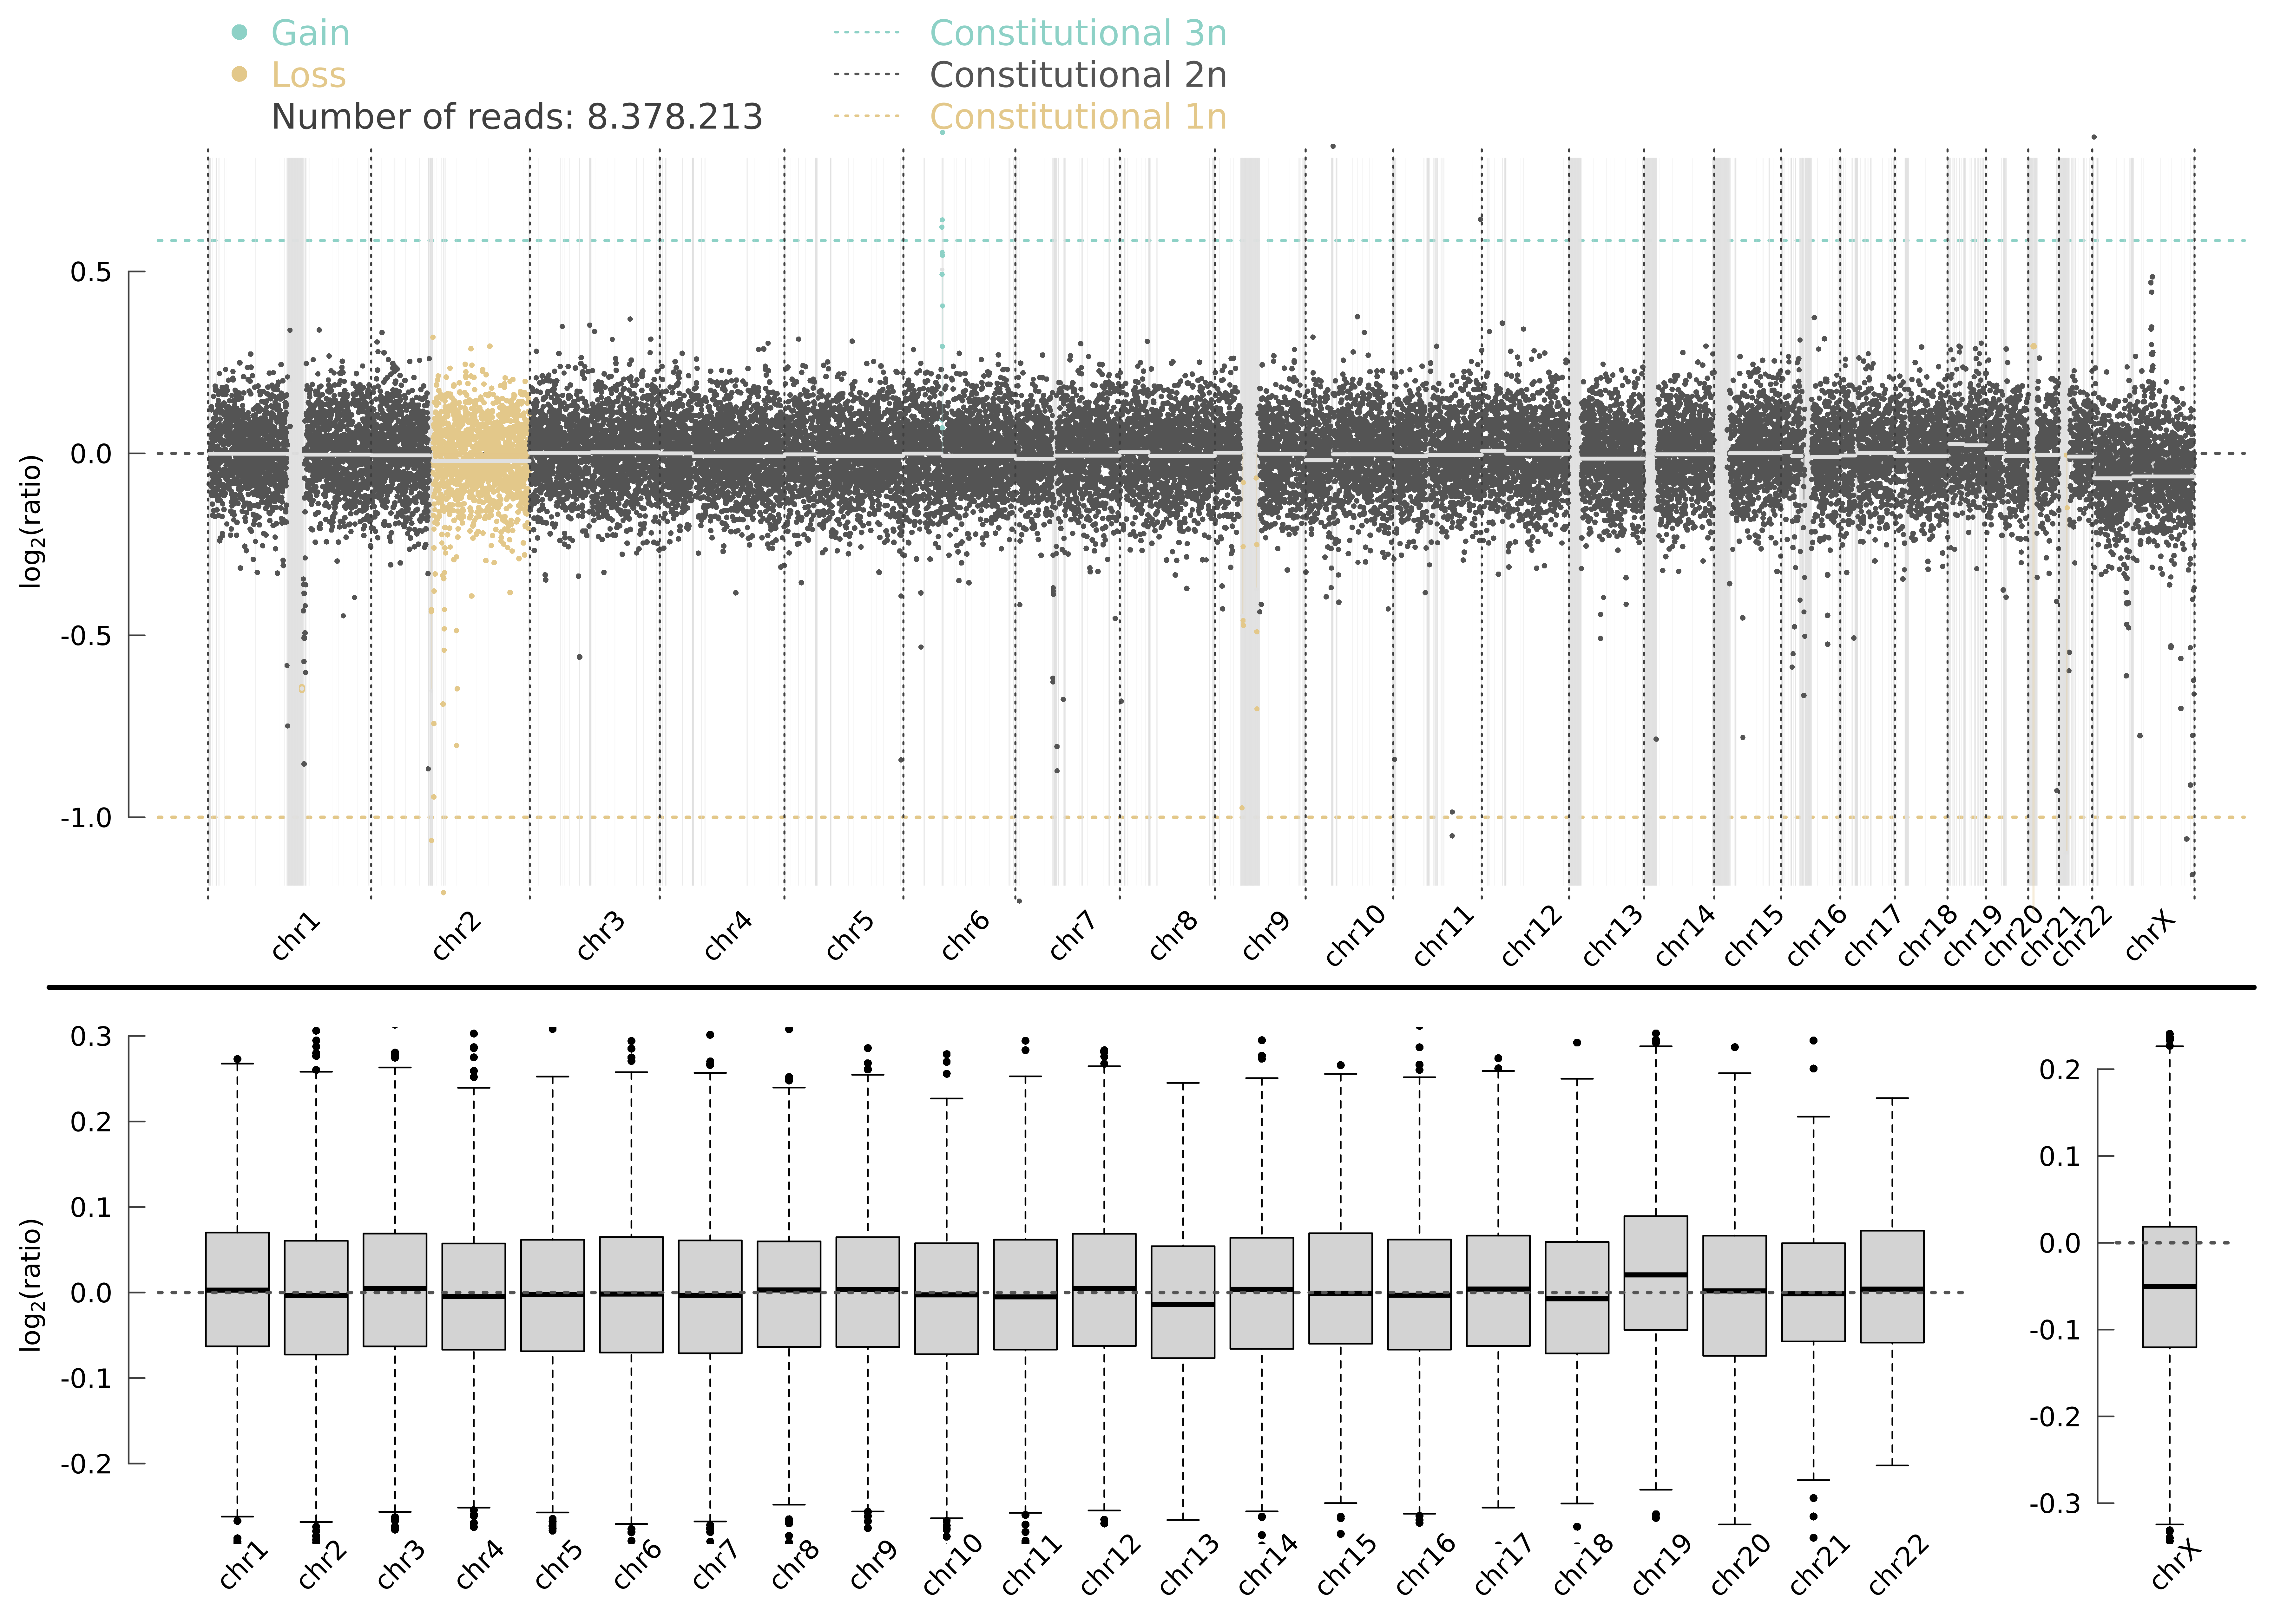 Gain
Constitutional 3n
Loss
Constitutional 2n
Number of reads: 8.378.213
Constitutional 1n
0.5
0.0
-0.5
-1.0
log2(ratio)
chr1 chr2 chr3 chr4 chr5 chr6 chr7 chr8 chr9 chr10 chr11 chr12 chr13 chr14 chr15 chr16 chr17 chr18 chr19 chr20 chr21 chr22 chrX
0.3
0.2
0.1
0.0
-0.1
-0.2
log2(ratio)
chr1 chr2 chr3 chr4 chr5 chr6 chr7 chr8 chr9 chr10 chr11 chr12 chr13 chr14 chr15 chr16 chr17 chr18 chr19 chr20 chr21 chr22
0.2
0.1
0.0
-0.1
-0.2
-0.3
chrX